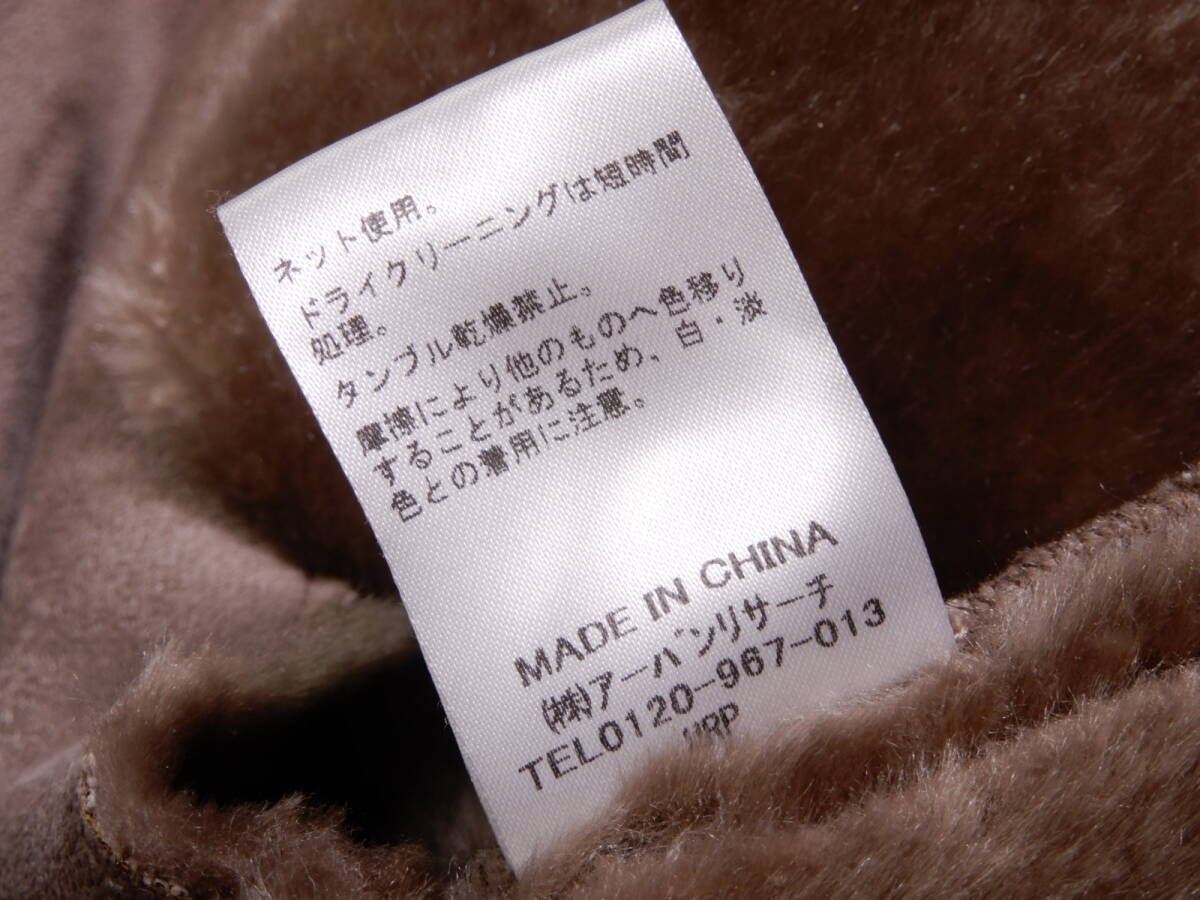 ネット使用。
ドライクリーニングは短時間
処理。
タンブル乾燥禁止。
摩擦により他のものへ色移り
することがあるため、白・淡
色との着用に注意。
MADE IN CHINA
(株)アーバンリサーチ
TEL0120-967-013
URP